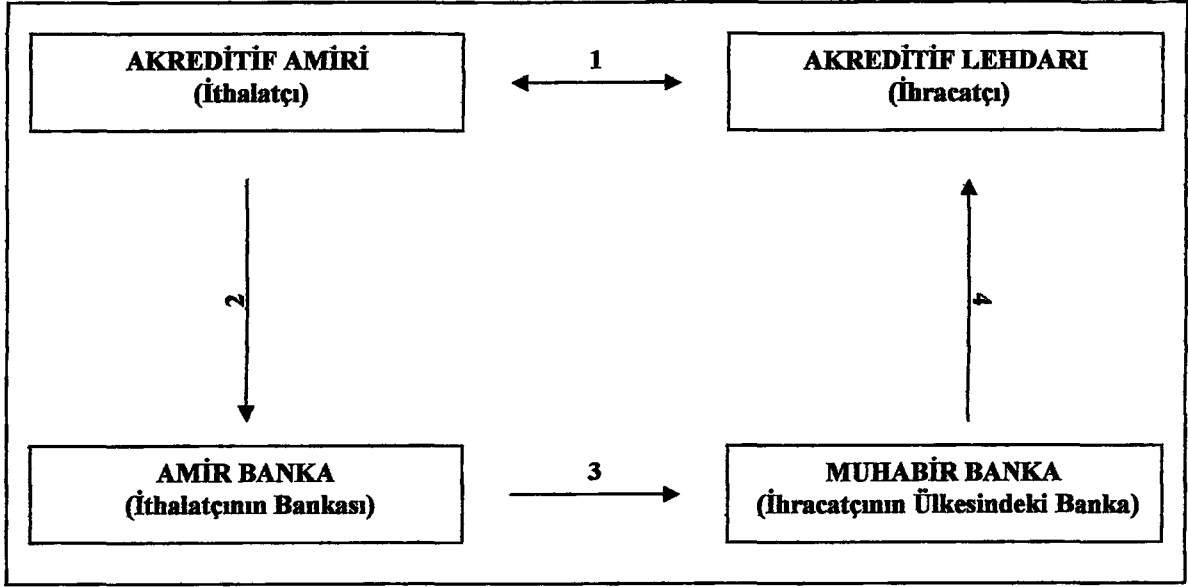 AKREDİTİF AMİRİ
(İthalatçı)
1
AKREDİTİF LEHDARI
(İhracatçı)
2
4
AMİR BANKA
(İthalatçının Bankası)
3
MUHABİR BANKA
(İhracatçının Ülkesindeki Banka)